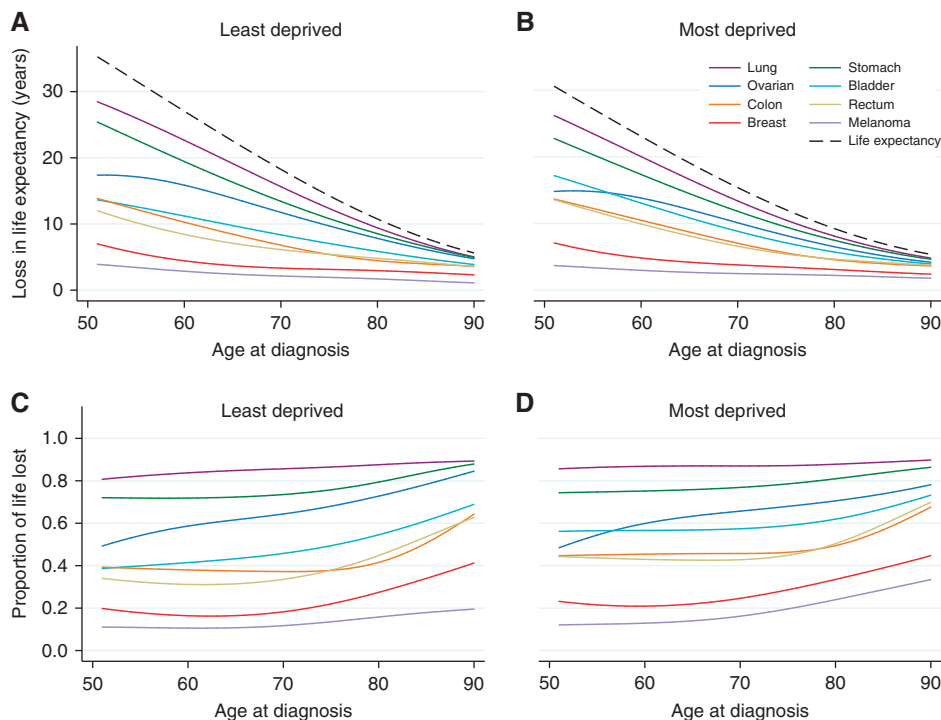 A
Least deprived
B
Most deprived
Loss in life expectancy (years)
30
20
10
0
50
60
70
80
90
Age at diagnosis
50
60
70
80
90
Age at diagnosis
Lung
Ovarian
Colon
Breast
Stomach
Bladder
Rectum
Melanoma
Life expectancy
C
Least deprived
D
Most deprived
Proportion of life lost
1.0
0.8
0.6
0.4
0.2
0.0
50
60
70
80
90
Age at diagnosis
50
60
70
80
90
Age at diagnosis